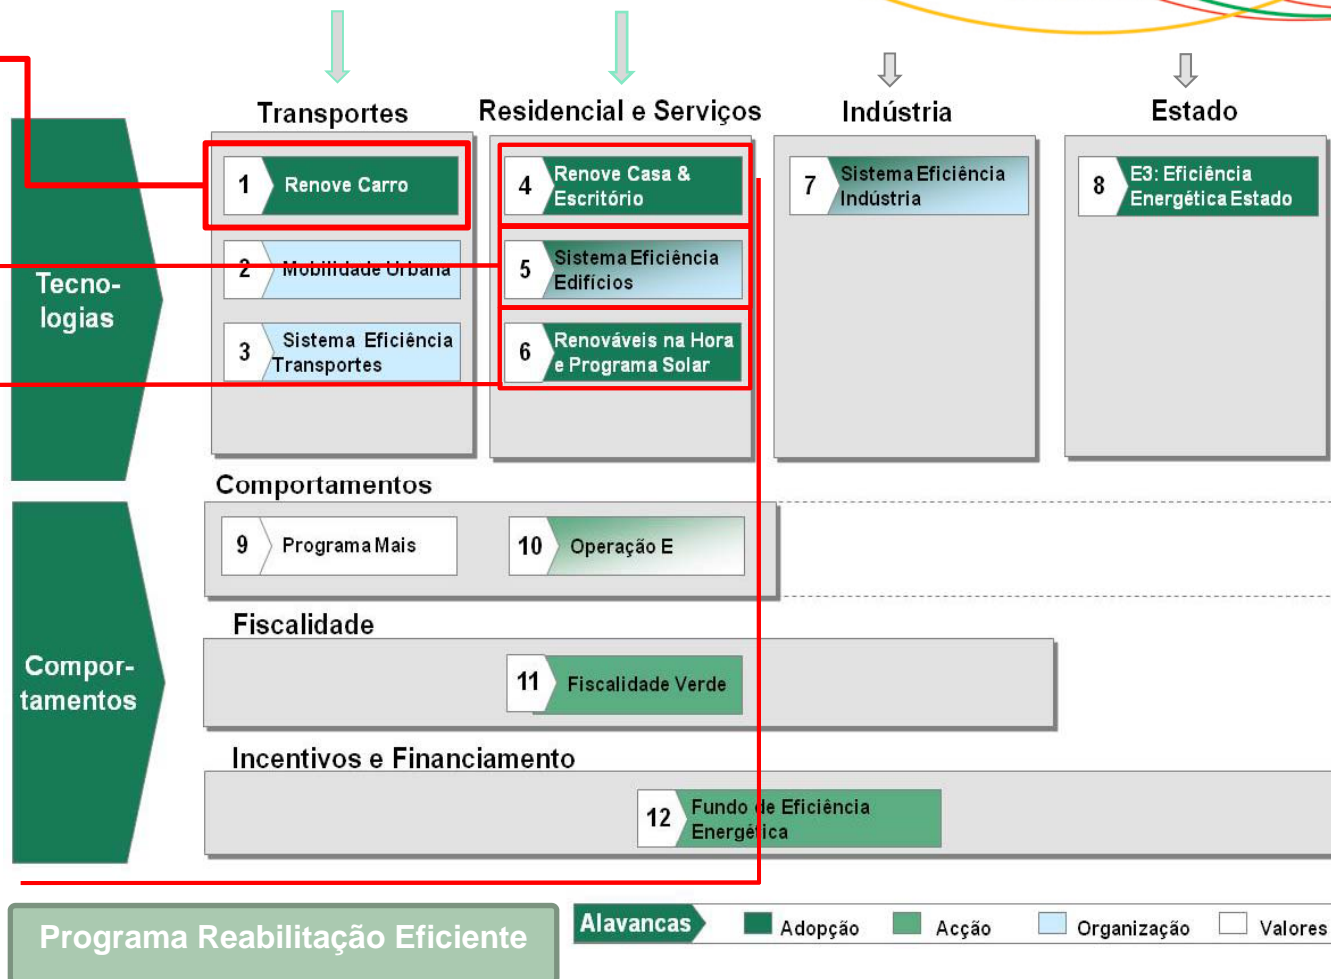 Transportes
Residencial e Serviços
Indústria
Estado
Tecno-
logias
1 Renove Carro
2 Mobilidade Urbana
3 Sistema Eficiência
Transportes
4 Renove Casa &
Escritório
5 Sistema Eficiência
Edifícios
6 Renováveis na Hora
e Programa Solar
7 Sistema Eficiência
Indústria
8 E3: Eficiência
Energética Estado
Compor-
tamentos
Comportamentos
9 Programa Mais
10 Operação E
Fiscalidade
11 Fiscalidade Verde
Incentivos e Financiamento
12 Fundo de Eficiência
Energética
Programa Reabilitação Eficiente
Alavancas
Adopção
Acção
Organização
Valores